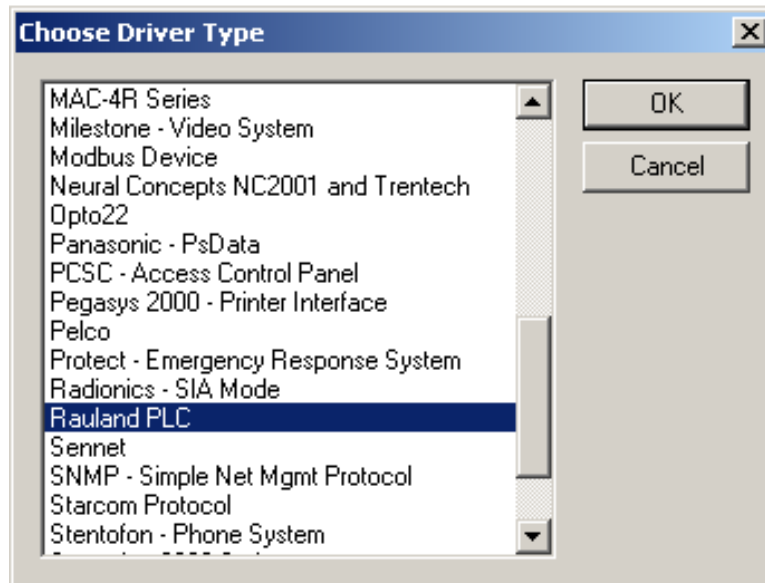 Choose Driver Type
MAC-4R Series
Milestone - Video System
Modbus Device
Neural Concepts NC2001 and Trentech
Opto22
Panasonic - PsData
PCSC - Access Control Panel
Pegasys 2000 - Printer Interface
Pelco
Protect - Emergency Response System
Radionics - SIA Mode
Rauland PLC
Sennet
SNMP - Simple Net Mgmt Protocol
Starcom Protocol
Stentofon - Phone System
OK
Cancel